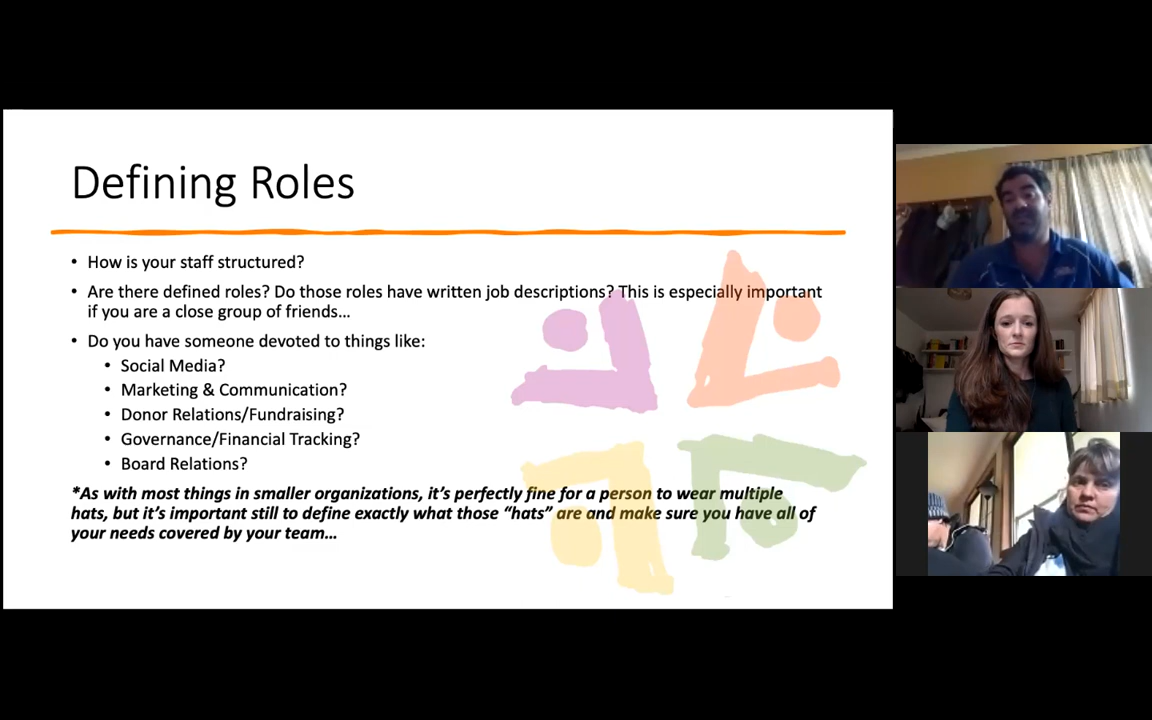 Defining Roles
• How is your staff structured?
• Are there defined roles? Do those roles have written job descriptions? This is especially important
if you are a close group of friends...
• Do you have someone devoted to things like:
• Social Media?
• Marketing & Communication?
• Donor Relations/Fundraising?
• Governance/Financial Tracking?
• Board Relations?
*As with most things in smaller organizations, it’s perfectly fine for a person to wear multiple
hats, but it’s important still to define exactly what those “hats” are and make sure you have all of
your needs covered by your team...